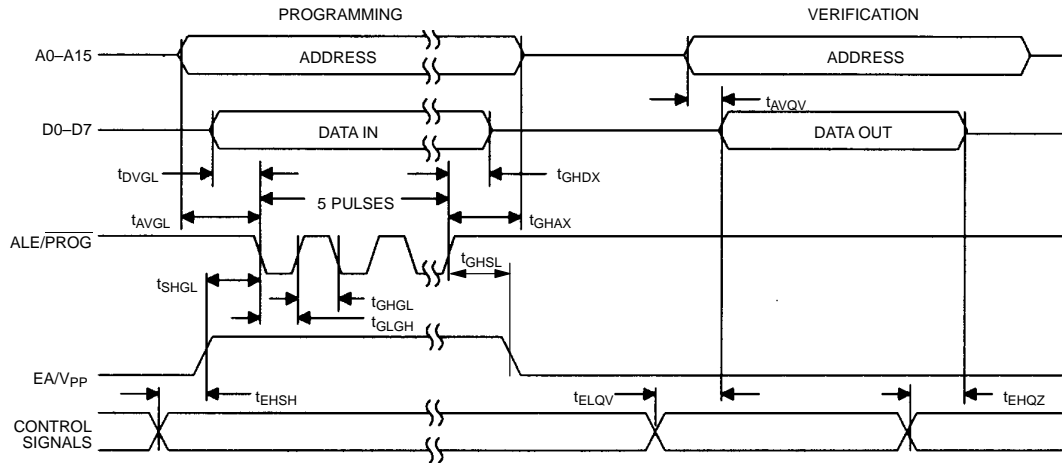 PROGRAMMING
VERIFICATION
A0–A15
ADDRESS
ADDRESS
tAVQV
D0–D7
DATA IN
DATA OUT
tDVGL
tGHDX
5 PULSES
tAVGL
tGHAX
ALE/PROG
tGHSL
tSHGL
tGHGL
tGLGH
EA/VPP
tEHSH
tELQV
tEHQZ
CONTROL
SIGNALS